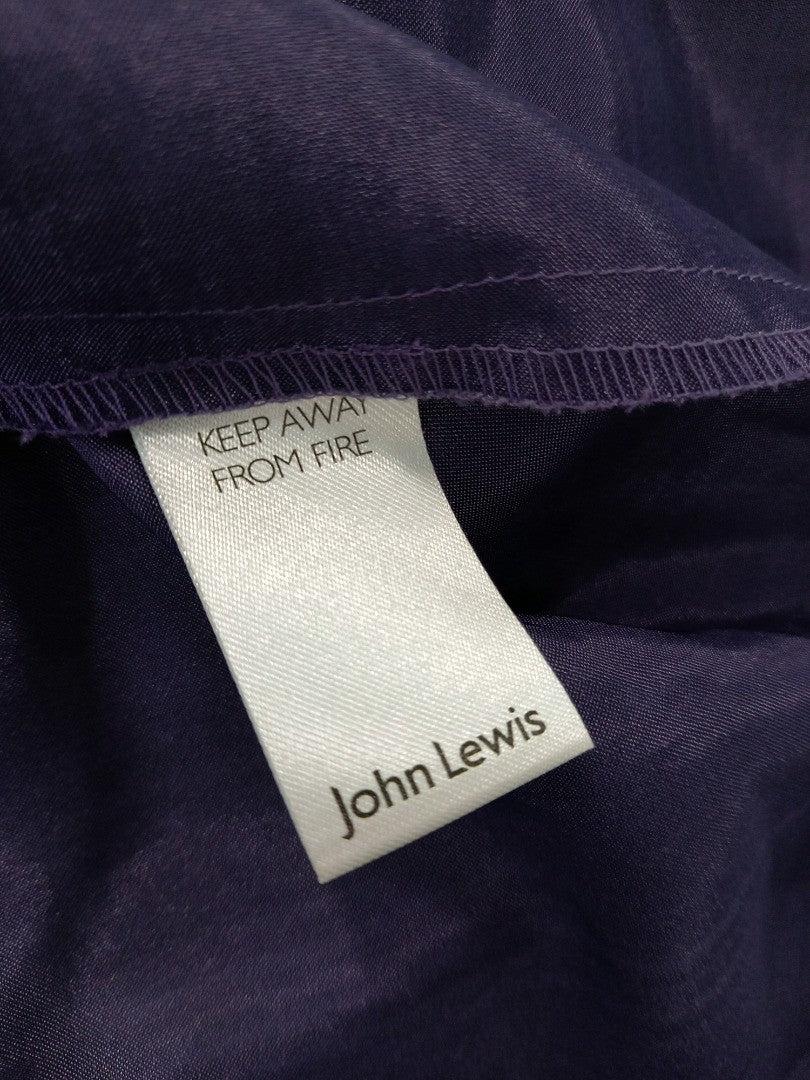 KEEP AWAY
FROM FIRE
John Lewis